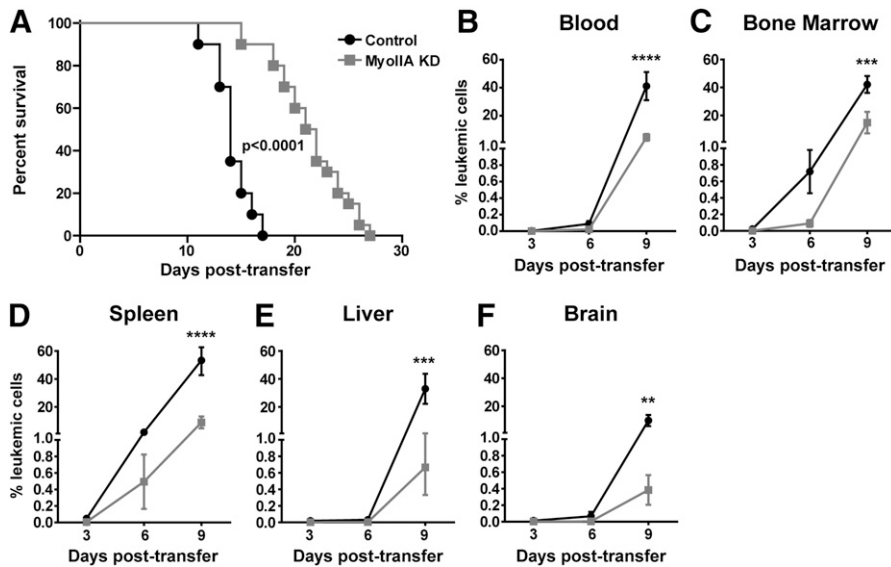 A
Percent survival
100
80
60
40
20
0
0 10 20 30
Days post-transfer
Control
MyoIIA KD
p<0.0001
B Blood
% leukemic cells
60
40
20
1.0
0.8
0.6
0.4
0.2
0.0
****
3 6 9
Days post-transfer
C Bone Marrow
60
40
20
1.0
0.8
0.6
0.4
0.2
0.0
***
3 6 9
Days post-transfer
D Spleen
% leukemic cells
60
40
20
1.0
0.8
0.6
0.4
0.2
0.0
****
3 6 9
Days post-transfer
E Liver
60
40
20
1.0
0.8
0.6
0.4
0.2
0.0
***
3 6 9
Days post-transfer
F Brain
60
40
20
1.0
0.8
0.6
0.4
0.2
0.0
**
3 6 9
Days post-transfer